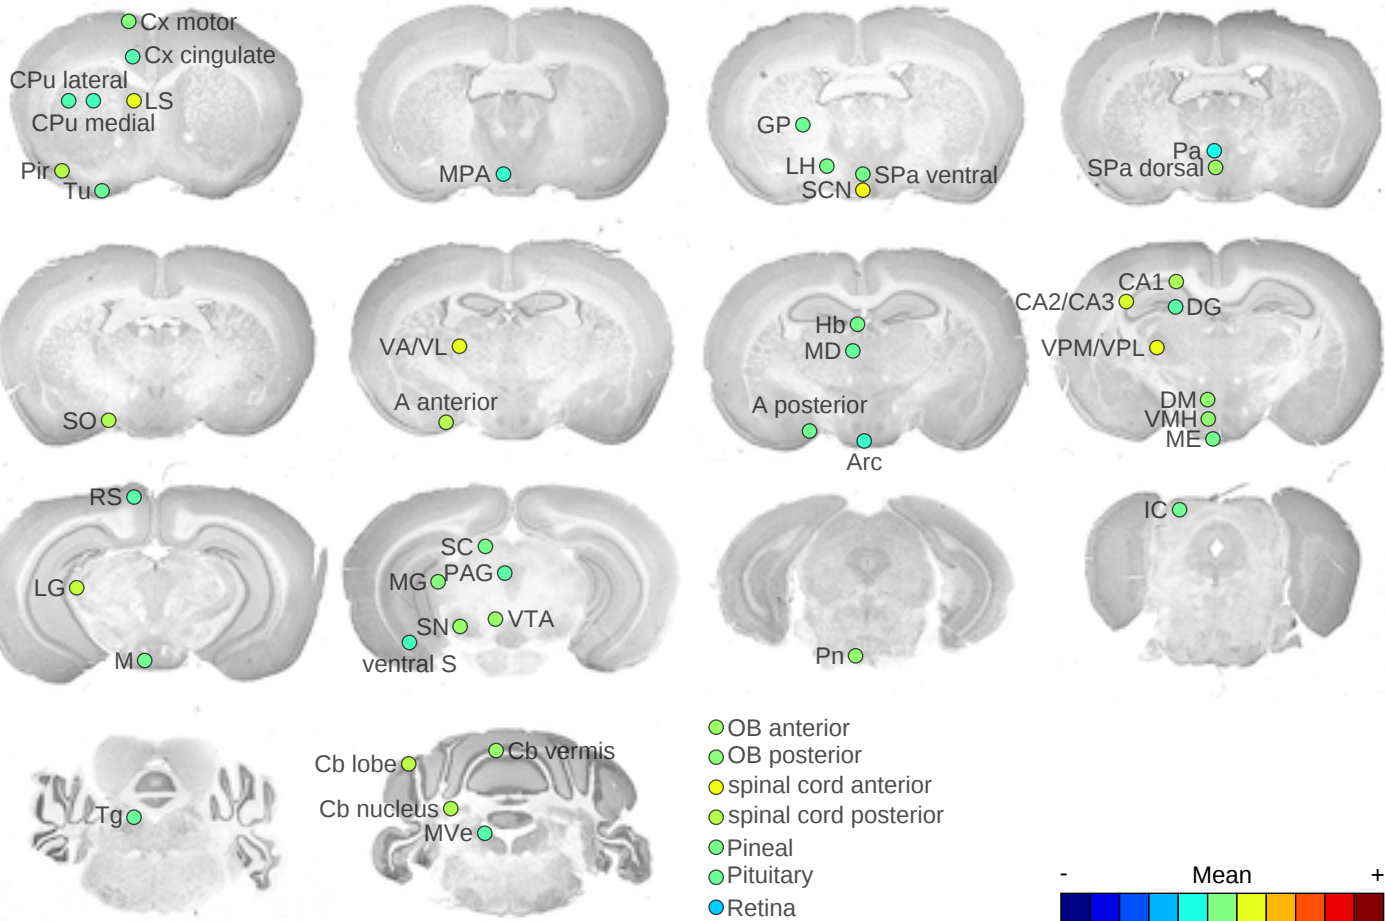 Cx motor
Cx cingulate
CPu lateral
LS
CPu medial
Pir
Tu
MPA
GP
LH
SPa ventral
SCN
Pa
SPa dorsal
SO
VA/VL
A anterior
Hb
MD
A posterior
Arc
CA1
CA2/CA3
DG
VPM/VPL
DM
VMH
ME
RS
LG
M
SC
MG
PAG
SN
VTA
ventral S
Pn
IC
Tg
Cb lobe
Cb vermis
Cb nucleus
MVe
OB anterior
OB posterior
spinal cord anterior
spinal cord posterior
Pineal
Pituitary
Retina
- Mean +